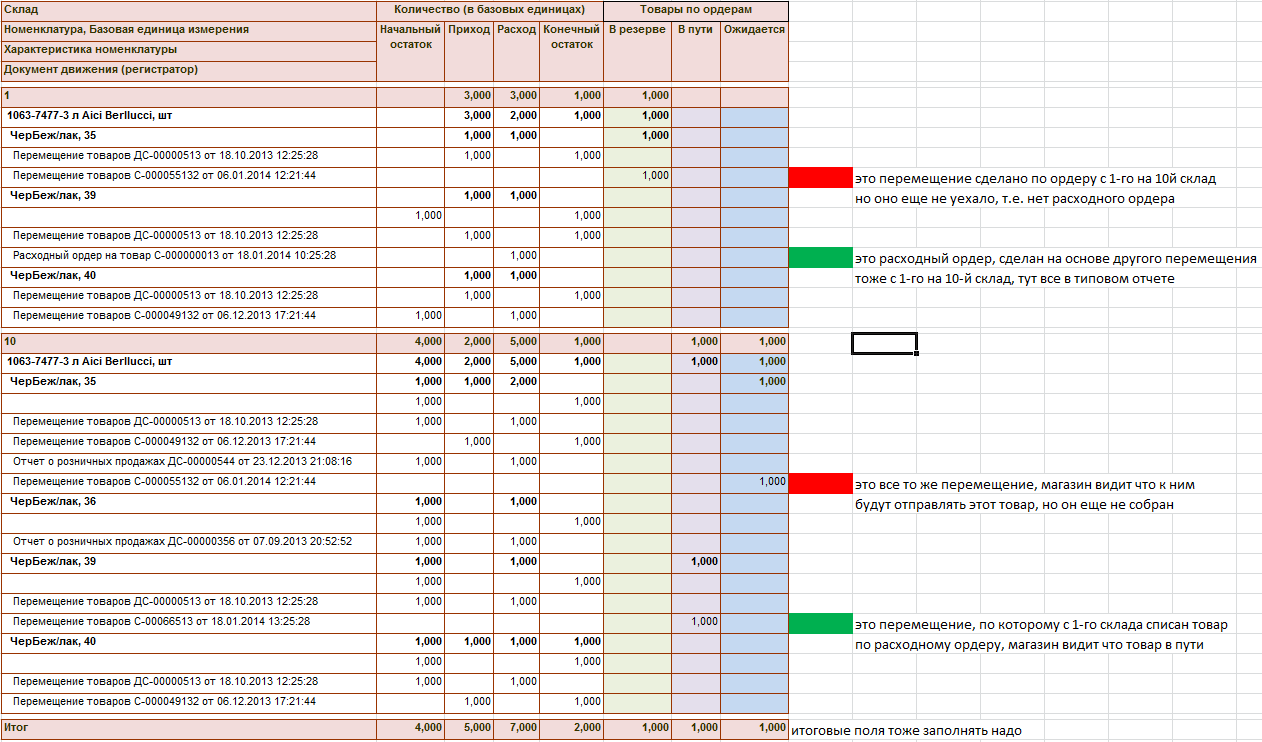 Склад Количество (в базовых единицах) Товары по ордерам
Номенклатура, Базовая единица измерения Начальный остаток Приход Расход Конечный остаток В резерве В пути Ожидается
Характеристика номенклатуры
Документ движения (регистратор)
1 3,000 3,000 1,000 1,000
1063-7477-3 л Aici Berllucci, шт 3,000 2,000 1,000 1,000
ЧерБеж/лак, 35 1,000 1,000 1,000
Перемещение товаров ДС-00000513 от 18.10.2013 12:25:28 1,000 1,000
Перемещение товаров С-000055132 от 06.01.2014 12:21:44 1,000 это перемещение сделано по ордеру с 1-го на 10й склад
ЧерБеж/лак, 39 1,000 1,000 но оно еще не уехало, т.е. нет расходного ордера
1,000 1,000
Перемещение товаров ДС-00000513 от 18.10.2013 12:25:28 1,000 1,000
Расходный ордер на товар С-000000013 от 18.01.2014 10:25:28 1,000 это расходный ордер, сделан на основе другого перемещения
ЧерБеж/лак, 40 1,000 1,000 тоже с 1-го на 10-й склад, тут все в типовом отчете
Перемещение товаров ДС-00000513 от 18.10.2013 12:25:28 1,000 1,000
Перемещение товаров С-000049132 от 06.12.2013 17:21:44 1,000 1,000
10 4,000 2,000 5,000 1,000 1,000 1,000
1063-7477-3 л Aici Berllucci, шт 4,000 2,000 5,000 1,000 1,000 1,000
ЧерБеж/лак, 35 1,000 1,000 2,000 1,000
1,000 1,000
Перемещение товаров ДС-00000513 от 18.10.2013 12:25:28 1,000 1,000
Перемещение товаров С-000049132 от 06.12.2013 17:21:44 1,000 1,000
Отчет о розничных продажах ДС-00000544 от 23.12.2013 21:08:16 1,000 1,000
Перемещение товаров С-000055132 от 06.01.2014 12:21:44 1,000 это все то же перемещение, магазин видит что к ним
ЧерБеж/лак, 36 1,000 1,000 будут отправлять этот товар, но он еще не собран
1,000 1,000
Отчет о розничных продажах ДС-00000356 от 07.09.2013 20:52:52 1,000 1,000
ЧерБеж/лак, 39 1,000 1,000 1,000
1,000 1,000
Перемещение товаров ДС-00000513 от 18.10.2013 12:25:28 1,000 1,000
Перемещение товаров С-00066513 от 18.01.2014 13:25:28 1,000 это перемещение, по которому с 1-го склада списан товар
ЧерБеж/лак, 40 1,000 1,000 1,000 1,000 по расходному ордеру, магазин видит что товар в пути
1,000 1,000
Перемещение товаров ДС-00000513 от 18.10.2013 12:25:28 1,000 1,000
Перемещение товаров С-000049132 от 06.12.2013 17:21:44 1,000 1,000
Итог 4,000 5,000 7,000 2,000 1,000 1,000 1,000 итоговые поля тоже заполнять надо